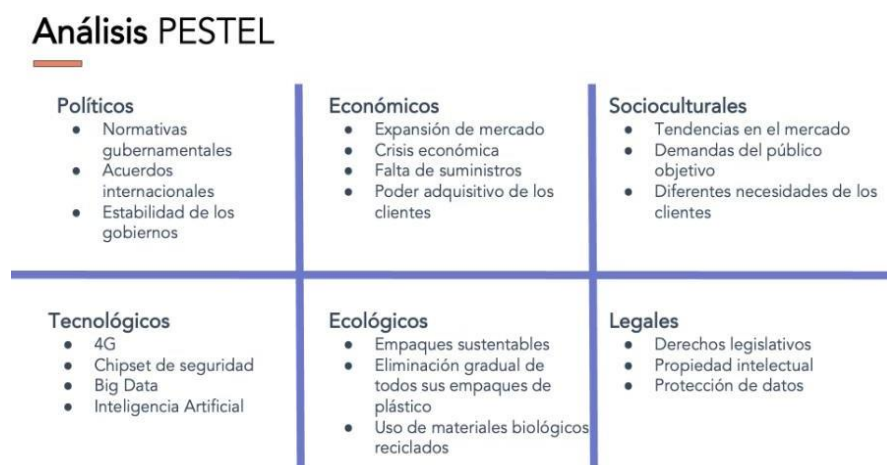 Análisis PESTEL
Políticos
● Normativas
gubernamentales
● Acuerdos
internacionales
● Estabilidad de los
gobiernos
Económicos
● Expansión de mercado
● Crisis económica
● Falta de suministros
● Poder adquisitivo de los
clientes
Socioculturales
● Tendencias en el mercado
● Demandas del público
objetivo
● Diferentes necesidades de los
clientes
Tecnológicos
● 4G
● Chipset de seguridad
● Big Data
● Inteligencia Artificial
Ecológicos
● Empaques sustentables
● Eliminación gradual de
todos sus empaques de
plástico
● Uso de materiales biológicos
reciclados
Legales
● Derechos legislativos
● Propiedad intelectual
● Protección de datos